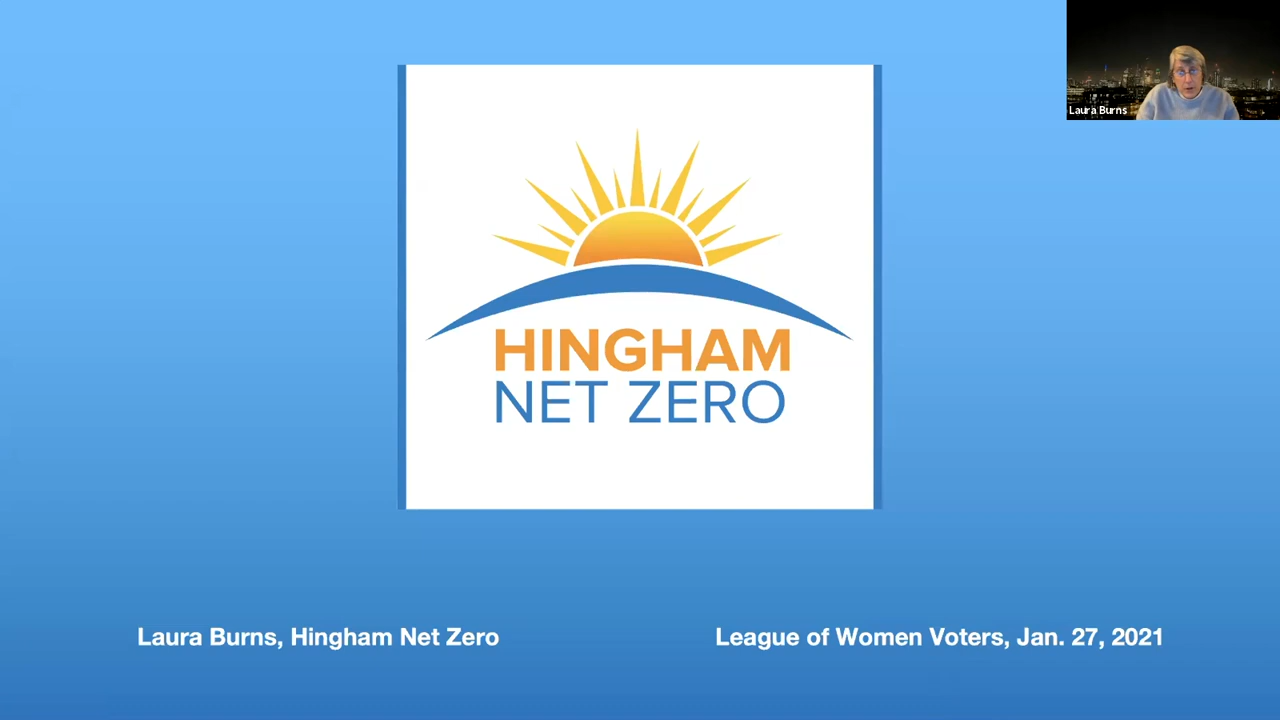 Laura Burns
HINGHAM
NET ZERO
Laura Burns, Hingham Net Zero
League of Women Voters, Jan. 27, 2021